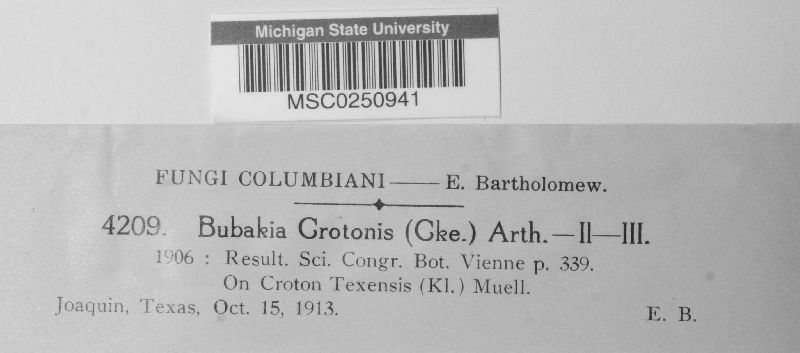 Michigan State University
MSC0250941
FUNGI COLUMBIANI — E. Bartholomew.
4209. Bubakia Crotonis (Cke.) Arth.—II—III.
1906 : Result. Sci. Congr. Bot. Vienne p. 339.
On Croton Texensis (Kl.) Muell.
Joaquin, Texas, Oct. 15, 1913. E. B.